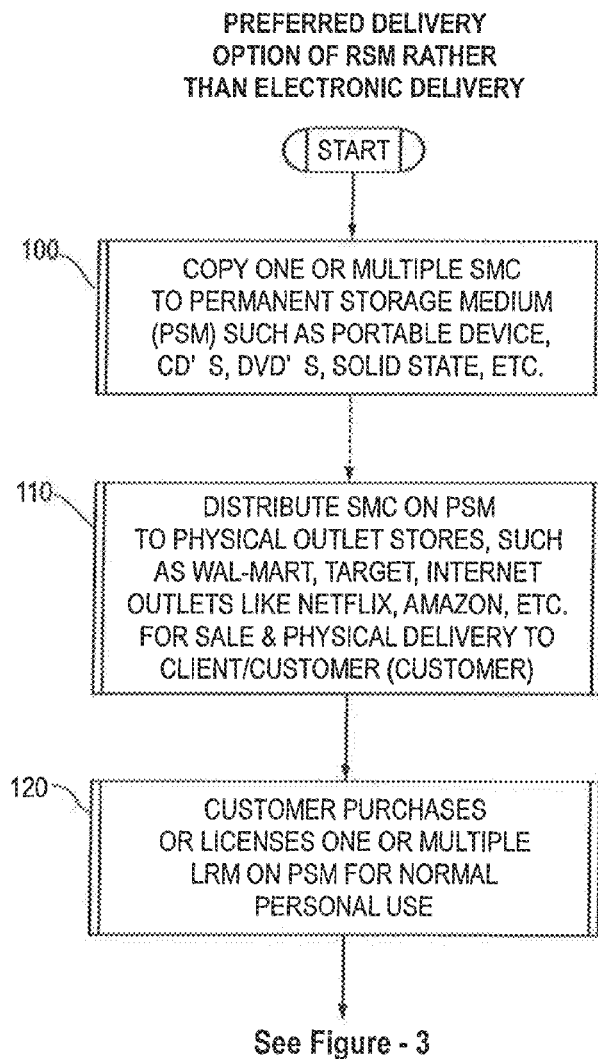 PREFERRED DELIVERY
OPTION OF RSM RATHER
THAN ELECTRONIC DELIVERY
START
100
COPY ONE OR MULTIPLE SMC
TO PERMANENT STORAGE MEDIUM
(PSM) SUCH AS PORTABLE DEVICE,
CD' S, DVD' S, SOLID STATE, ETC.
110
DISTRIBUTE SMC ON PSM
TO PHYSICAL OUTLET STORES, SUCH
AS WAL-MART, TARGET, INTERNET
OUTLETS LIKE NETFLIX, AMAZON, ETC.
FOR SALE & PHYSICAL DELIVERY TO
CLIENT/CUSTOMER (CUSTOMER)
120
CUSTOMER PURCHASES
OR LICENSES ONE OR MULTIPLE
LRM ON PSM FOR NORMAL
PERSONAL USE
See Figure - 3